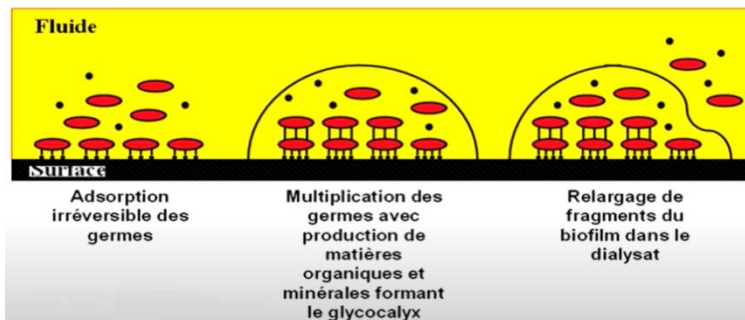 Fluide
Surface
Adsorption
irréversible des
germes
Multiplication des
germes avec
production de
matières
organiques et
minérales formant
le glycocalyx
Relargage de
fragments du
biofilm dans le
dialysat